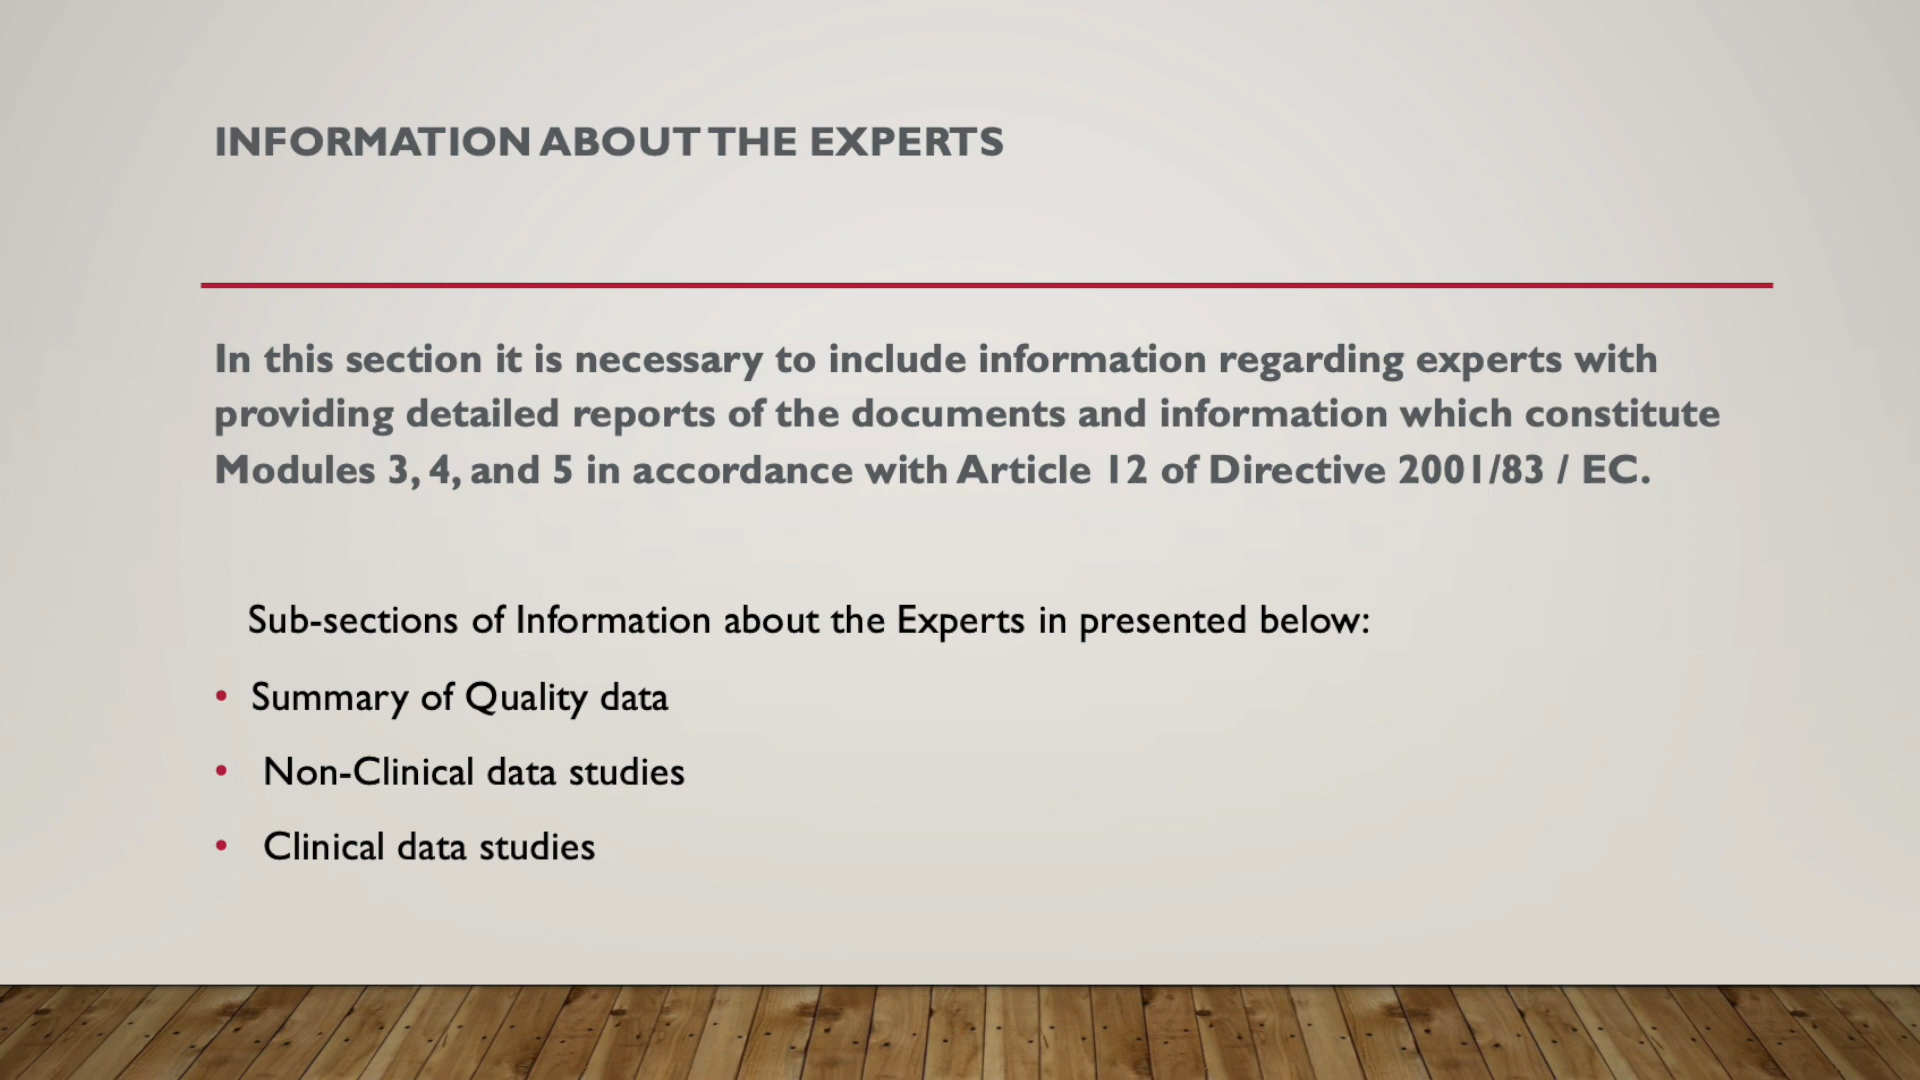 INFORMATION ABOUT THE EXPERTS
In this section it is necessary to include information regarding experts with
providing detailed reports of the documents and information which constitute
Modules 3, 4, and 5 in accordance with Article 12 of Directive 2001/83 / EC.
Sub-sections of Information about the Experts in presented below:
• Summary of Quality data
• Non-Clinical data studies
• Clinical data studies